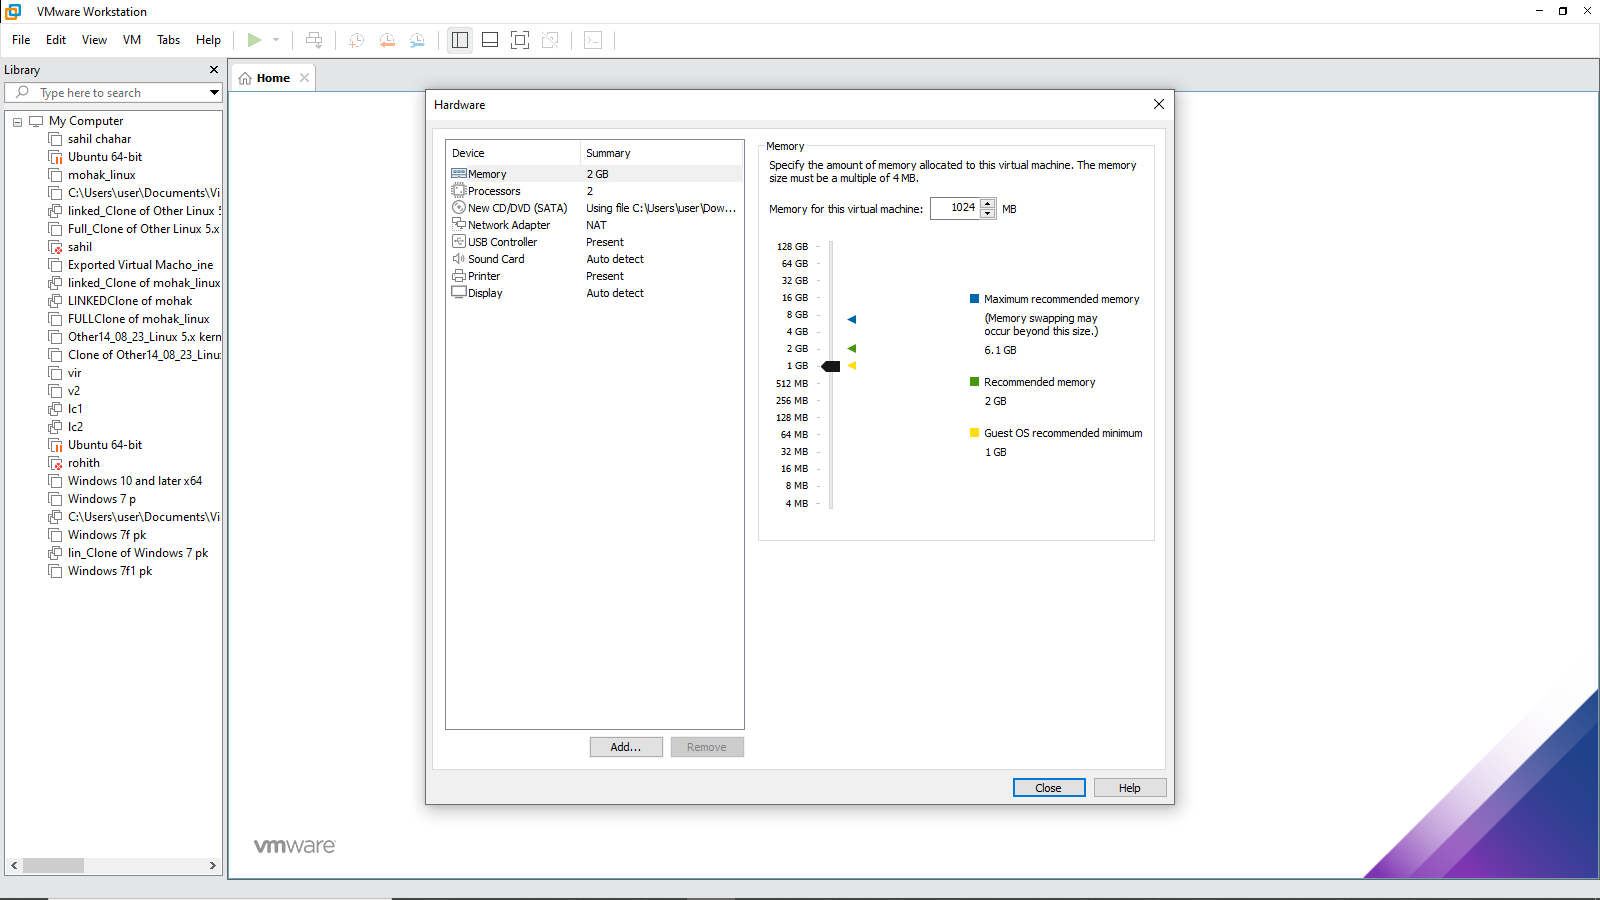 VMware Workstation
File Edit View VM Tabs Help
Library
Type here to search
My Computer
sahil chahar
Ubuntu 64-bit
mohak_linux
C:\Users\user\Documents\Vi
linked_Clone of Other Linux 5
Full_Clone of Other Linux 5.x
sahil
Exported Virtual Macho_ine
linked_Clone of mohak_linux
LINKEDClone of mohak
FULLClone of mohak_linux
Other14_08_23_Linux 5.x kern
Clone of Other14_08_23_Linu
vir
v2
lc1
lc2
Ubuntu 64-bit
rohith
Windows 10 and later x64
Windows 7 p
C:\Users\user\Documents\Vi
Windows 7f pk
lin_Clone of Windows 7 pk
Windows 7f1 pk
Home
Hardware
Device Summary
Memory 2 GB
Processors 2
New CD/DVD (SATA) Using file C:\Users\user\Dow...
Network Adapter NAT
USB Controller Present
Sound Card Auto detect
Printer Present
Display Auto detect
Add...
Remove
Memory
Specify the amount of memory allocated to this virtual machine. The memory
size must be a multiple of 4 MB.
Memory for this virtual machine: 1024 MB
128 GB
64 GB
32 GB
16 GB
8 GB
4 GB
2 GB
1 GB
512 MB
256 MB
128 MB
64 MB
32 MB
16 MB
8 MB
4 MB
Maximum recommended memory
(Memory swapping may
occur beyond this size.)
6.1 GB
Recommended memory
2 GB
Guest OS recommended minimum
1 GB
Close
Help
vmware